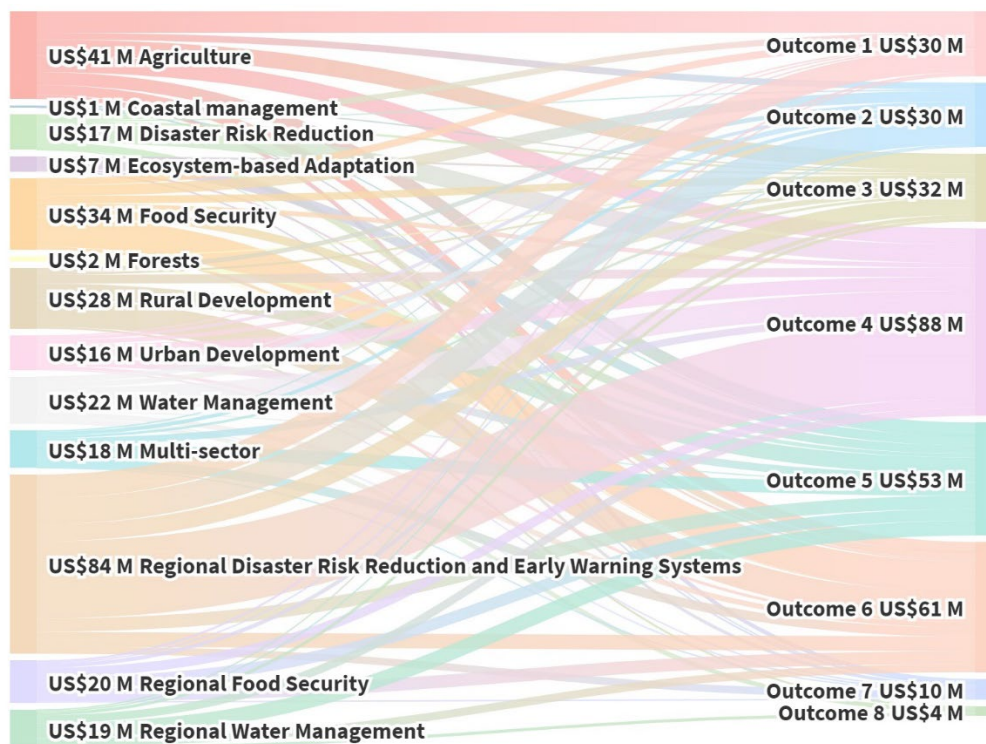 US$41 M Agriculture
US$1 M Coastal management
US$17 M Disaster Risk Reduction
US$7 M Ecosystem-based Adaptation
US$34 M Food Security
US$2 M Forests
US$28 M Rural Development
US$16 M Urban Development
US$22 M Water Management
US$18 M Multi-sector
US$84 M Regional Disaster Risk Reduction and Early Warning Systems
US$20 M Regional Food Security
US$19 M Regional Water Management
Outcome 1 US$30 M
Outcome 2 US$30 M
Outcome 3 US$32 M
Outcome 4 US$88 M
Outcome 5 US$53 M
Outcome 6 US$61 M
Outcome 7 US$10 M
Outcome 8 US$4 M